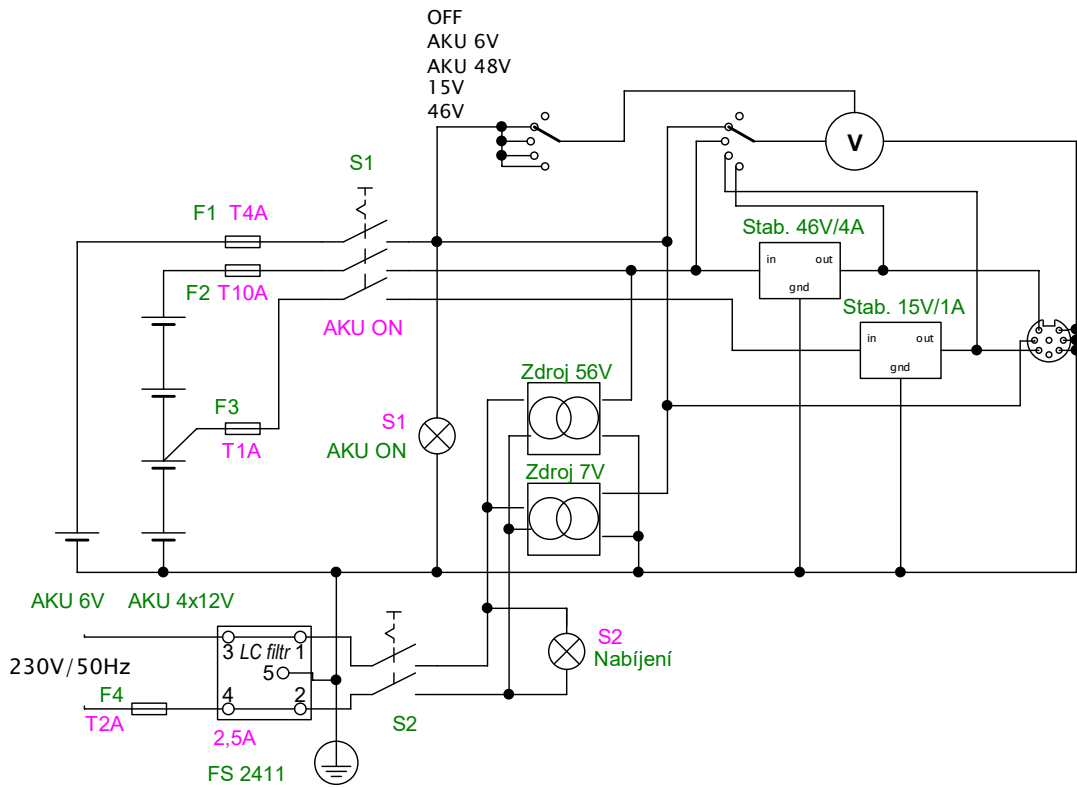 OFF
AKU 6V
AKU 48V
15V
46V
V
S1
F1 T4A
F2 T10A
AKU ON
Stab. 46V/4A
in out
gnd
Stab. 15V/1A
in out
gnd
F3
T1A
S1
AKU ON
Zdroj 56V
Zdroj 7V
AKU 6V AKU 4x12V
230V/50Hz
F4
T2A
3 LC filtr 1
5
4 2
2,5A
FS 2411
S2
S2
Nabíjení